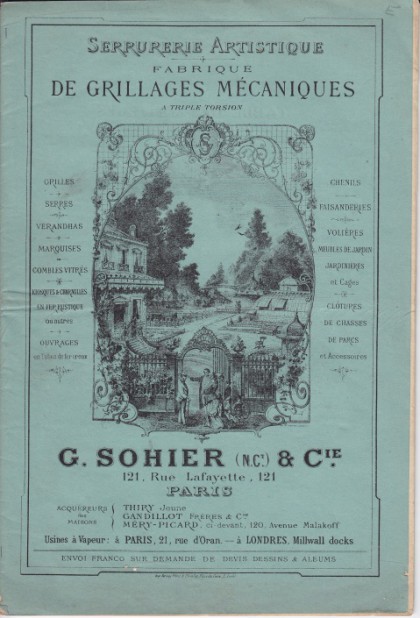 SERRURERIE ARTISTIQUE
FABRIQUE
DE GRILLAGES MÉCANIQUES
A TRIPLE TORSION
GS
GRILLES
SERRES
VERANDHAS
MARQUISES
COMBLES VITRÉS
KIOSQUES & TONNELLES
EN FER RUSTIQUE
OUVRAGES
CHENILS
FAISANDERIES
VOLIÈRES
MEUBLES DE JARDIN
JARDINIÈRES
et Cages
CLÔTURES
DE CHASSES
DE PARCS
et Accessoires
G. SOHIER (N.C.) & CIE.
121, Rue Lafayette, 121
PARIS
ACQUÉREURS des MAISONS
THIRY Jeune
GANDILLOT FRÈRES & Cie
MÉRY-PICARD, ci-devant, 120, Avenue Malakoff
Usines à Vapeur: à PARIS, 21, rue d'Oran. — à LONDRES, Millwall docks
ENVOI FRANCO SUR DEMANDE DE DEVIS DESSINS & ALBUMS